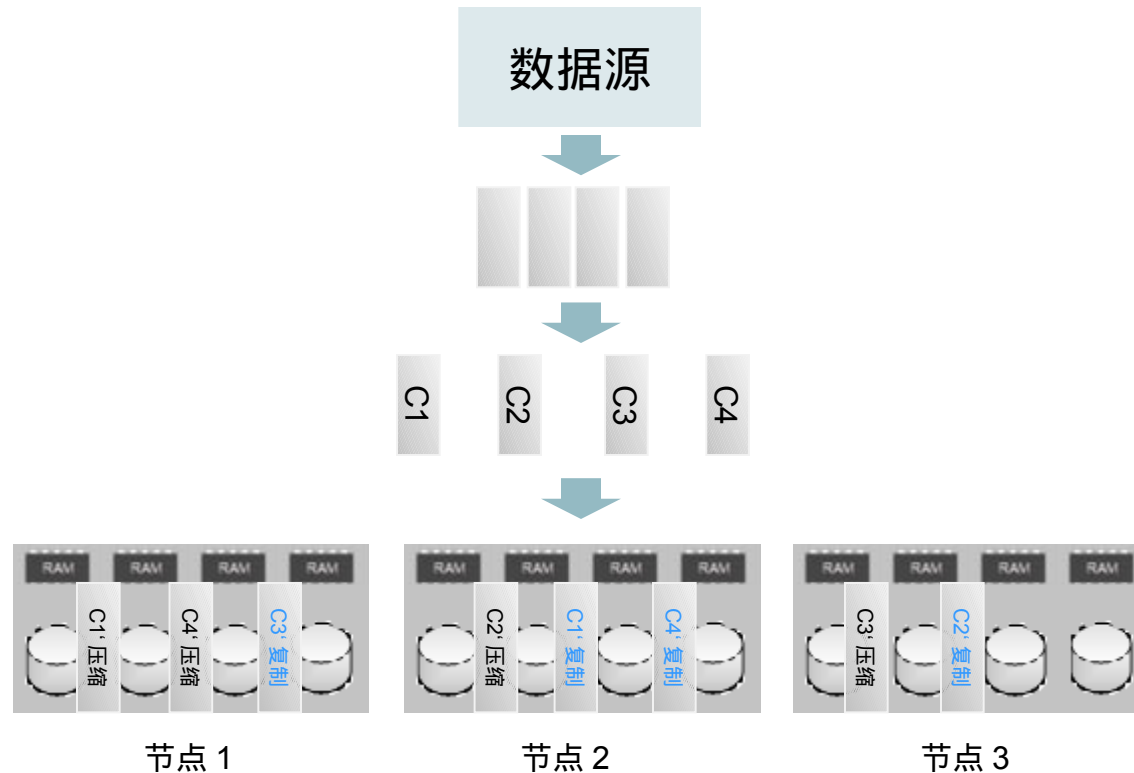 数据源
C1
C2
C3
C4
RAM RAM RAM RAM
C1‘ 压缩
C4‘ 压缩
C3‘ 复制
节点 1
RAM RAM RAM RAM
C2‘ 压缩
C1‘ 复制
C4‘ 复制
节点 2
RAM RAM RAM RAM
C3‘ 压缩
C2‘ 复制
节点 3